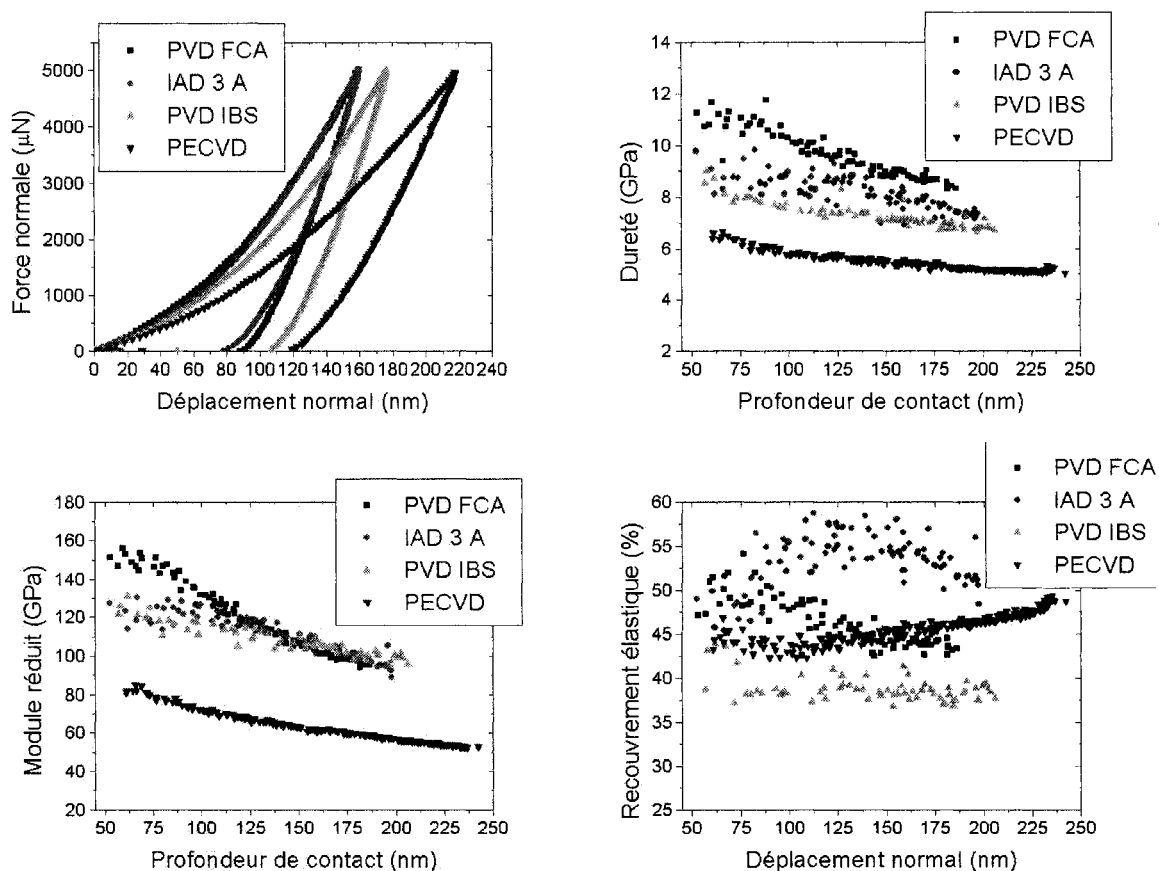 PVD FCA
IAD 3 A
PVD IBS
PECVD
Force normale (μN)
5000
4000
3000
2000
1000
0
0 20 40 60 80 100 120 140 160 180 200 220 240
Déplacement normal (nm)
PVD FCA
IAD 3 A
PVD IBS
PECVD
Dureté (GPa)
14
12
10
8
6
4
2
50 75 100 125 150 175 200 225 250
Profondeur de contact (nm)
PVD FCA
IAD 3 A
PVD IBS
PECVD
Module réduit (GPa)
180
160
140
120
100
80
60
40
20
50 75 100 125 150 175 200 225 250
Profondeur de contact (nm)
PVD FCA
IAD 3 A
PVD IBS
PECVD
Recouvrement élastique (%)
60
55
50
45
40
35
30
25
50 75 100 125 150 175 200 225 250
Déplacement normal (nm)